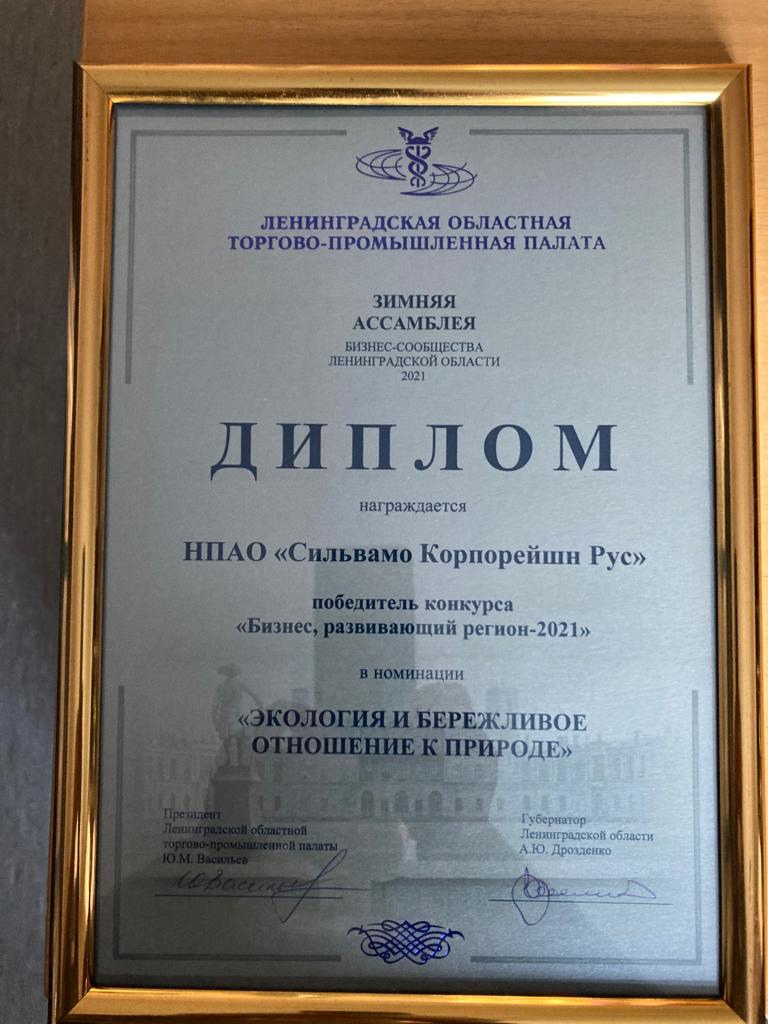 ЛЕНИНГРАДСКАЯ ОБЛАСТНАЯ
ТОРГОВО-ПРОМЫШЛЕННАЯ ПАЛАТА
ЗИМНЯЯ
АССАМБЛЕЯ
БИЗНЕС-СООБЩЕСТВА
ЛЕНИНГРАДСКОЙ ОБЛАСТИ
2021
ДИПЛОМ
награждается
НПАО «Сильвамо Корпорейшн Рус»
победитель конкурса
«Бизнес, развивающий регион-2021»
в номинации
«ЭКОЛОГИЯ И БЕРЕЖЛИВОЕ
ОТНОШЕНИЕ К ПРИРОДЕ»
Президент
Ленинградской областной
торгово-промышленной палаты
Ю.М. Васильев
Губернатор
Ленинградской области
А.Ю. Дрозденко